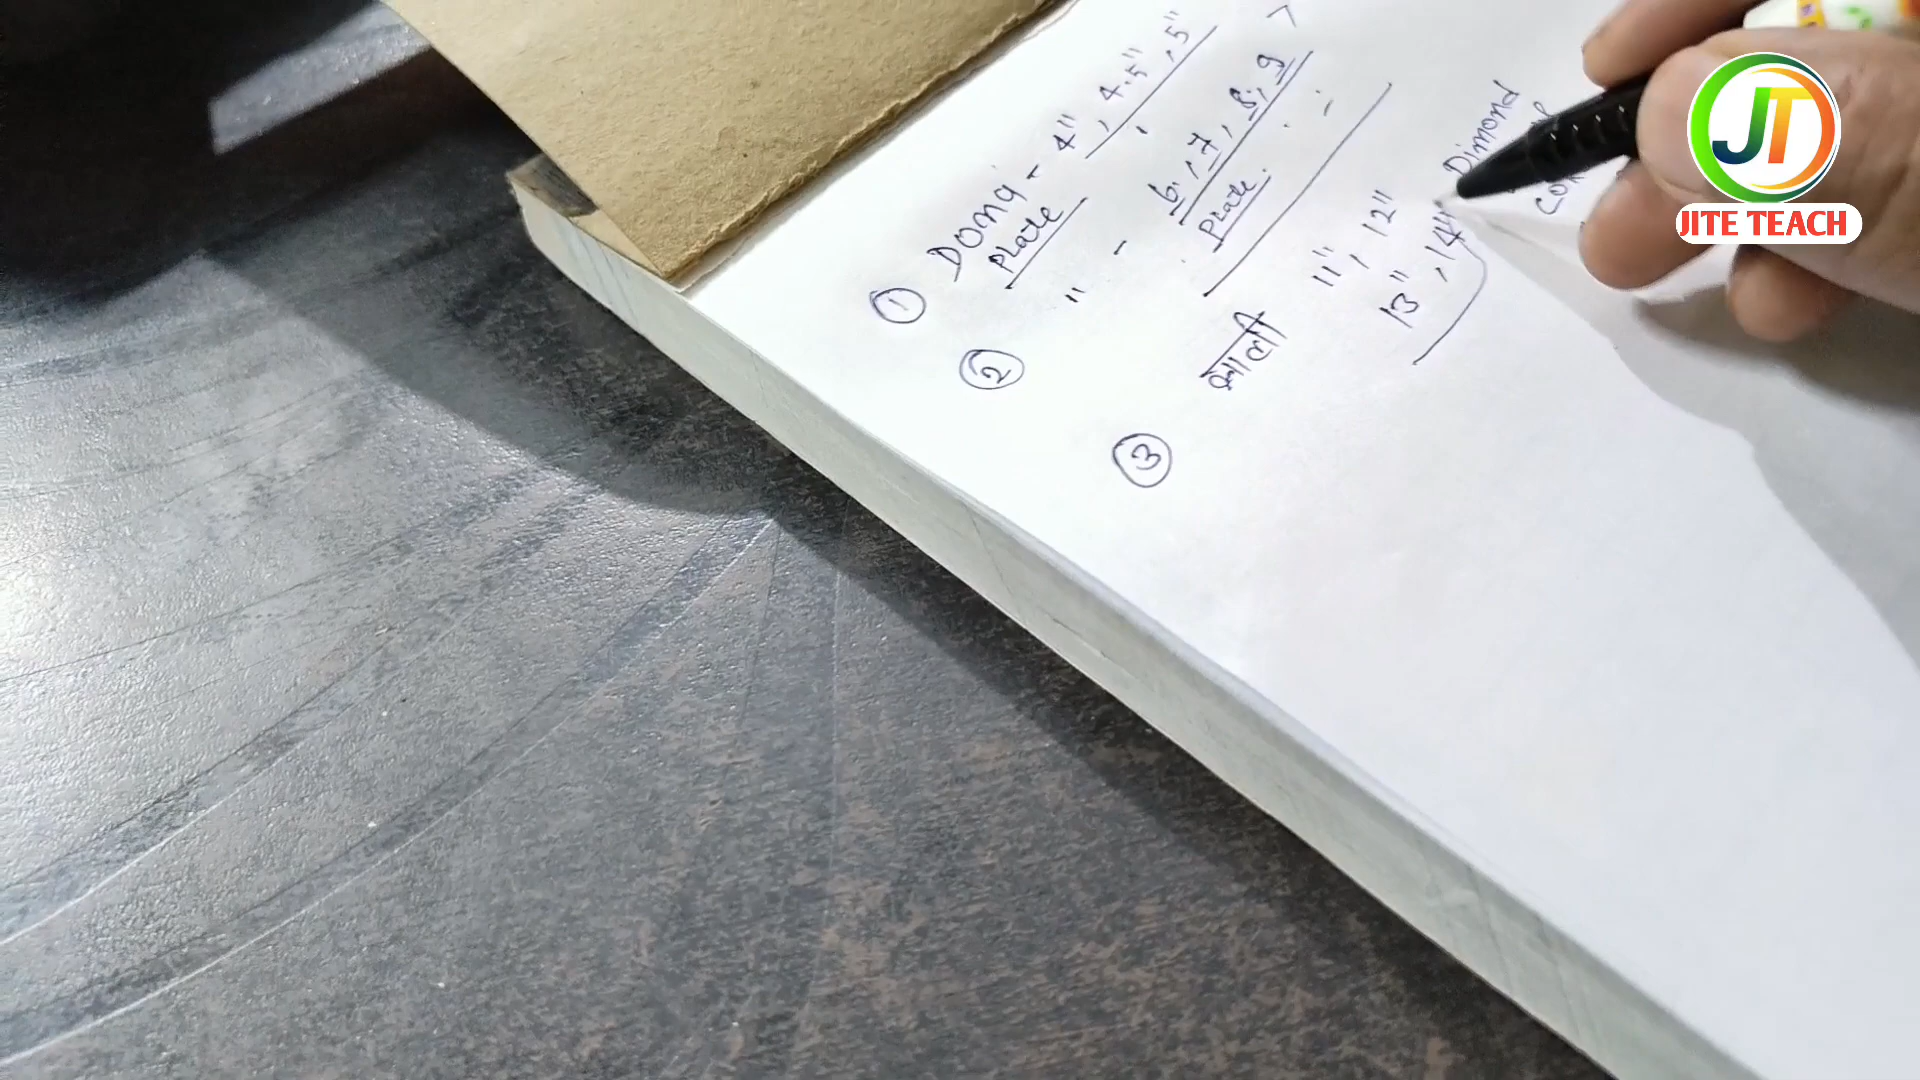 ① Dona - 4", 4.5", 5"
Plate
② " - 6, 7, 8, 9 >
Plate
③ 11", 12"
13", 14"
Dimond
JT
JITE TEACH